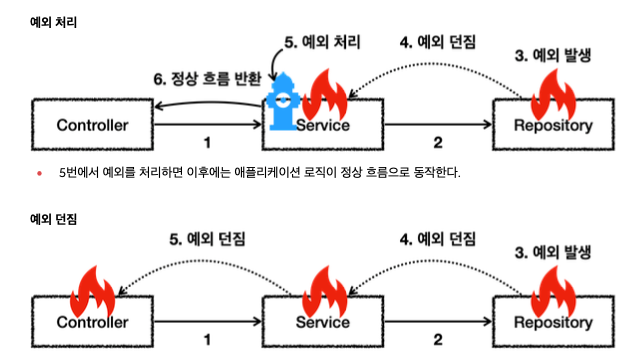 예외 처리
5. 예외 처리
4. 예외 던짐
3. 예외 발생
6. 정상 흐름 반환
Controller
Service
Repository
1
2
5번에서 예외를 처리하면 이후에는 애플리케이션 로직이 정상 흐름으로 동작한다.
예외 던짐
5. 예외 던짐
4. 예외 던짐
3. 예외 발생
Controller
Service
Repository
1
2